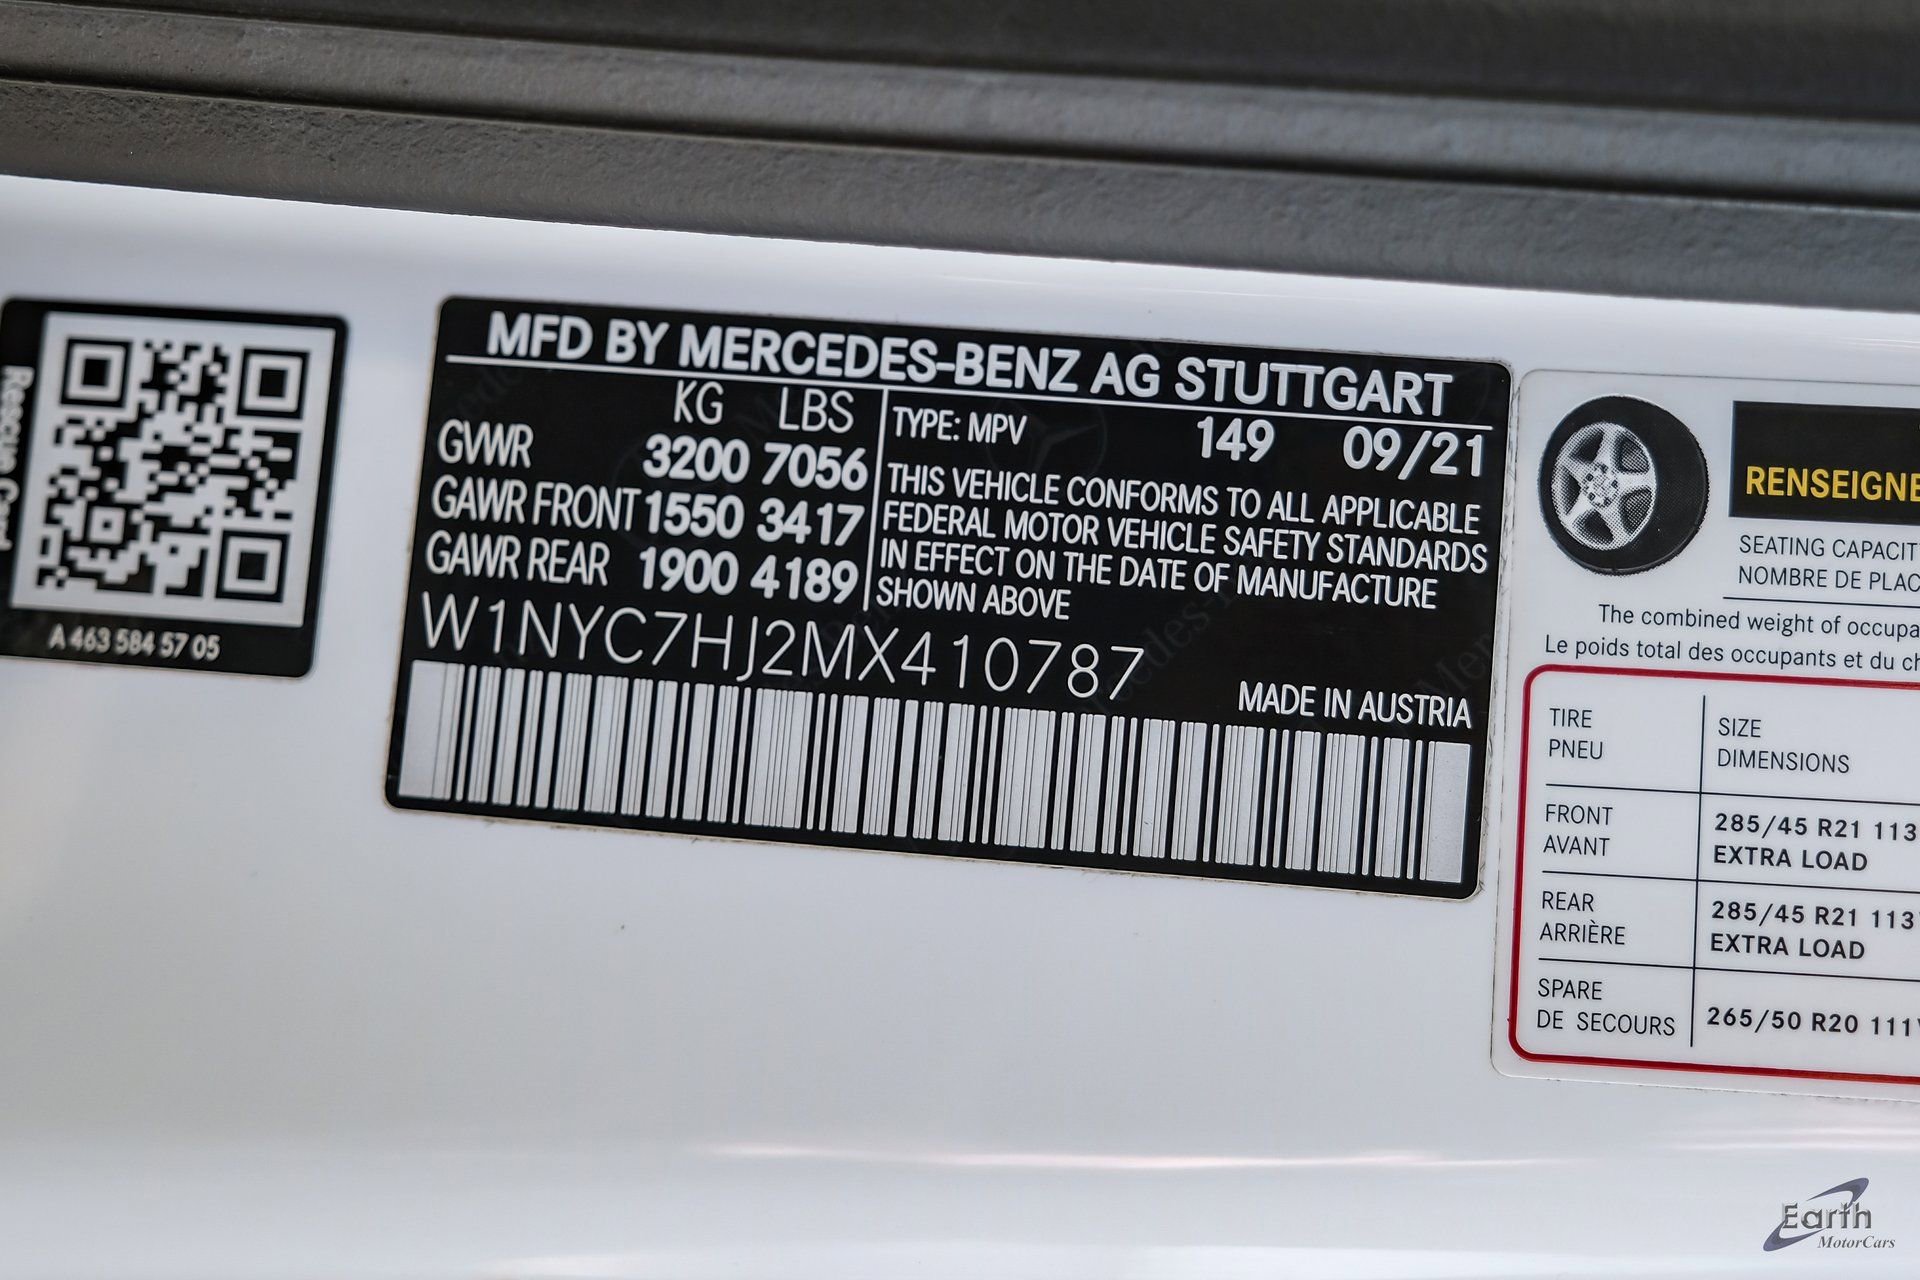 Rescue Card
A 463 584 57 05
MFD BY MERCEDES-BENZ AG STUTTGART
KG LBS
GVWR 3200 7056
GAWR FRONT 1550 3417
GAWR REAR 1900 4189
TYPE: MPV 149 09/21
THIS VEHICLE CONFORMS TO ALL APPLICABLE
FEDERAL MOTOR VEHICLE SAFETY STANDARDS
IN EFFECT ON THE DATE OF MANUFACTURE
SHOWN ABOVE
W1NYC7HJ2MX410787
MADE IN AUSTRIA
RENSEIGNE
SEATING CAPACIT
NOMBRE DE PLAC
The combined weight of occupa
Le poids total des occupants et du ch
TIRE
PNEU
SIZE
DIMENSIONS
FRONT
AVANT
285/45 R21 113
EXTRA LOAD
REAR
ARRIÈRE
285/45 R21 113
EXTRA LOAD
SPARE
DE SECOURS
265/50 R20 111
Earth
MotorCars